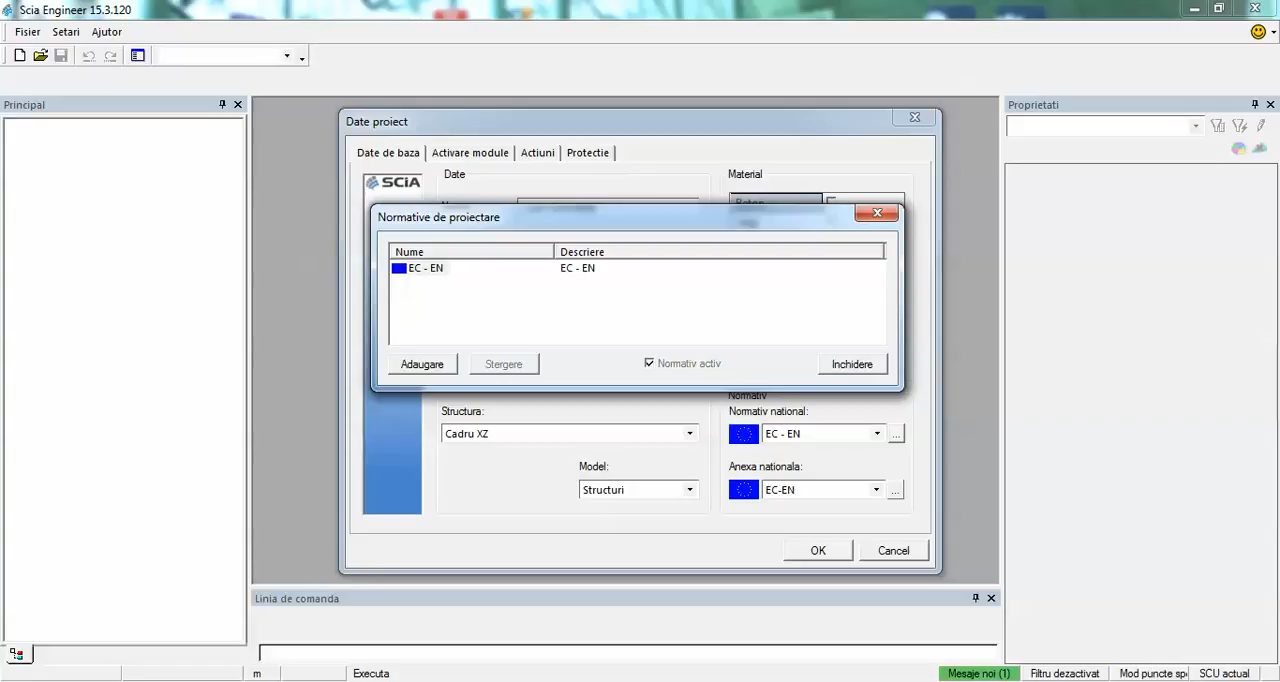 Scia Engineer 15.3.120
Fisier Setari Ajutor
Principal
Proprietati
Date proiect
Date de baza Activare module Actiuni Protectie
SCIA
Date
Material
Normative de proiectare
Nume Descriere
EC - EN EC - EN
Adaugare Stergere Normativ activ Inchidere
Normativ
Structura:
Normativ national:
Cadru XZ
EC - EN ...
Model:
Anexa nationala:
Structuri
EC-EN ...
OK Cancel
Linia de comanda
m Executa Mesaje noi (1) Filtru dezactivat Mod puncte sp SCU actual